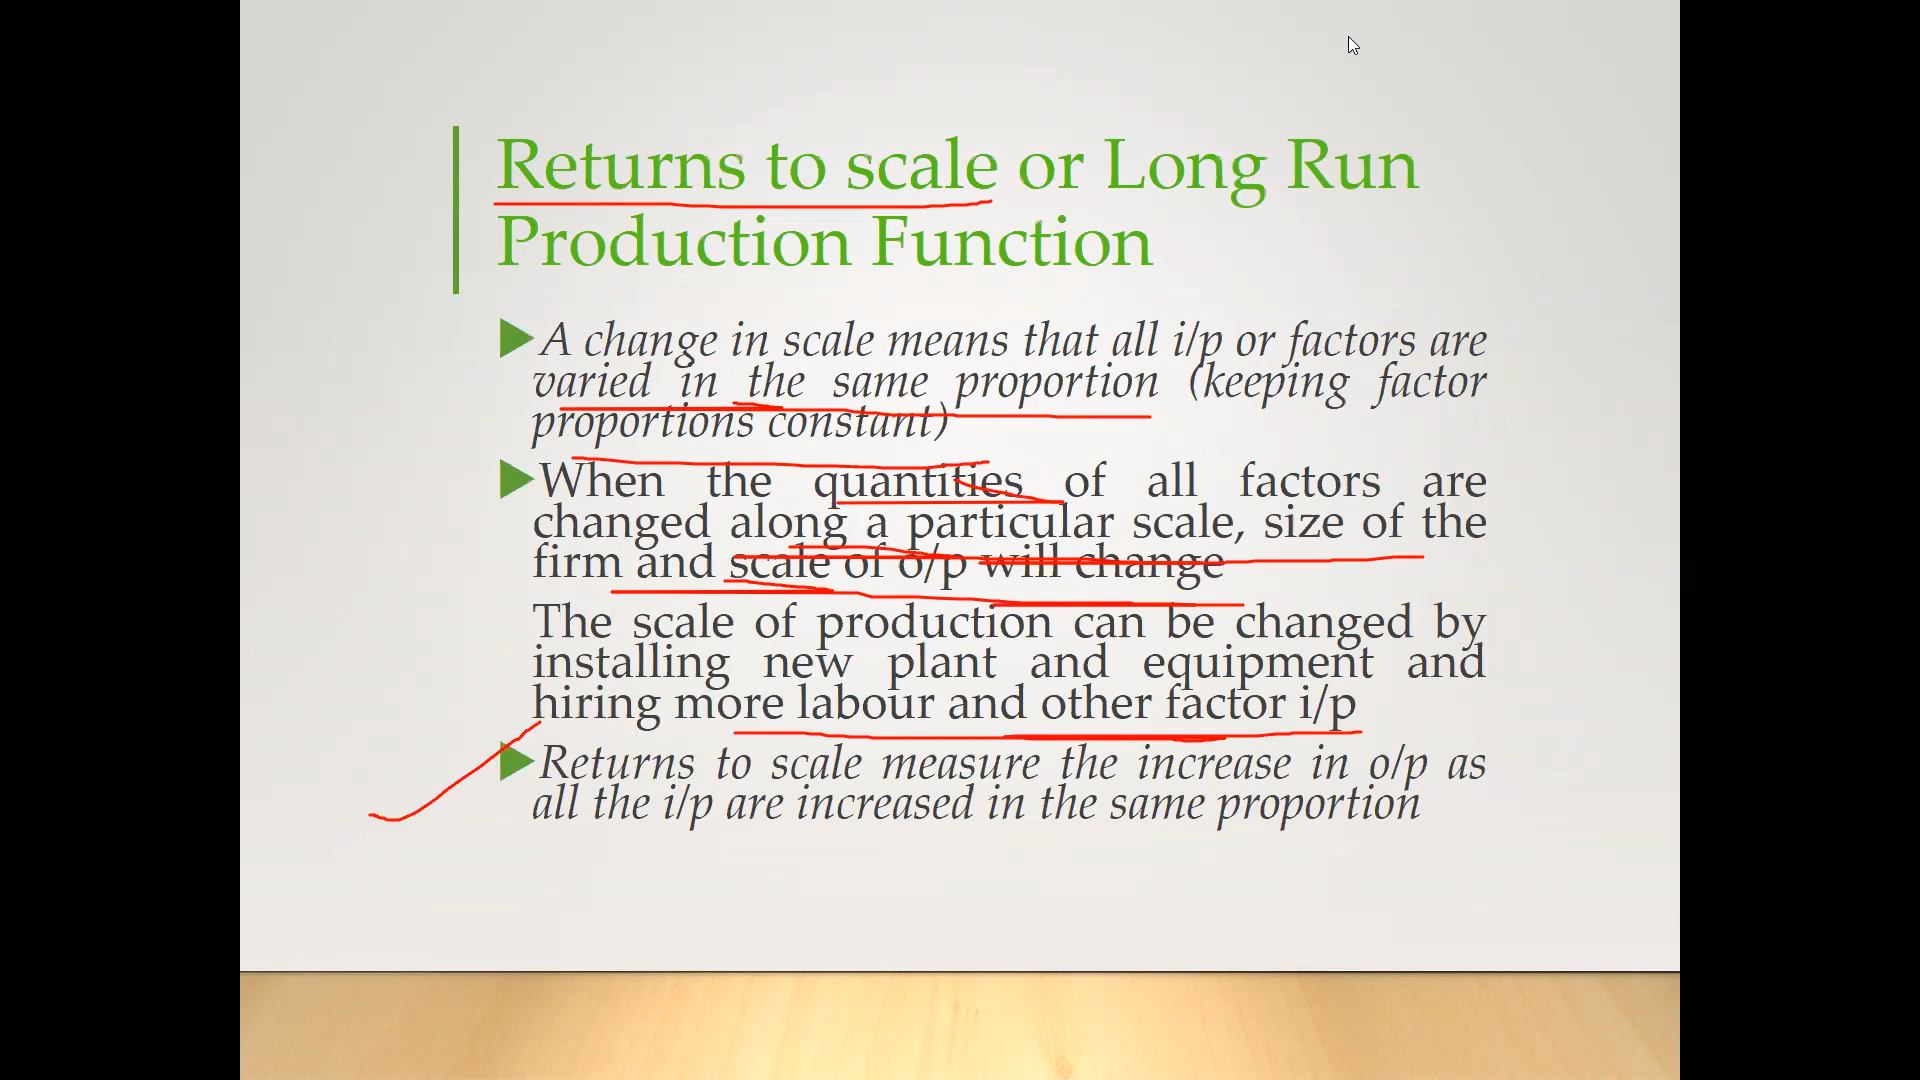 Returns to scale or Long Run
Production Function
A change in scale means that all i/p or factors are
varied in the same proportion (keeping factor
proportions constant)
When the quantities of all factors are
changed along a particular scale, size of the
firm and scale of o/p will change
The scale of production can be changed by
installing new plant and equipment and
hiring more labour and other factor i/p
Returns to scale measure the increase in o/p as
all the i/p are increased in the same proportion